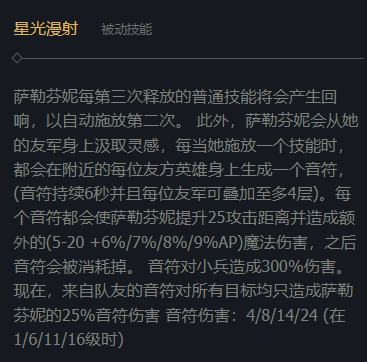 星光漫射 被动技能
萨勒芬妮每第三次释放的普通技能将会产生回
响，以自动施放第二次。 此外，萨勒芬妮会从她
的友军身上汲取灵感，每当她施放一个技能时，
都会在附近的每位友方英雄身上生成一个音符，
(音符持续6秒并且每位友军可叠加至多4层)。每
个音符都会使萨勒芬妮提升25攻击距离并造成额
外的(5-20 +6%/7%/8%/9%AP)魔法伤害，之后
音符会被消耗掉。 音符对小兵造成300%伤害。
现在，来自队友的音符对所有目标均只造成萨勒
芬妮的25%音符伤害 音符伤害：4/8/14/24 (在
1/6/11/16级时)